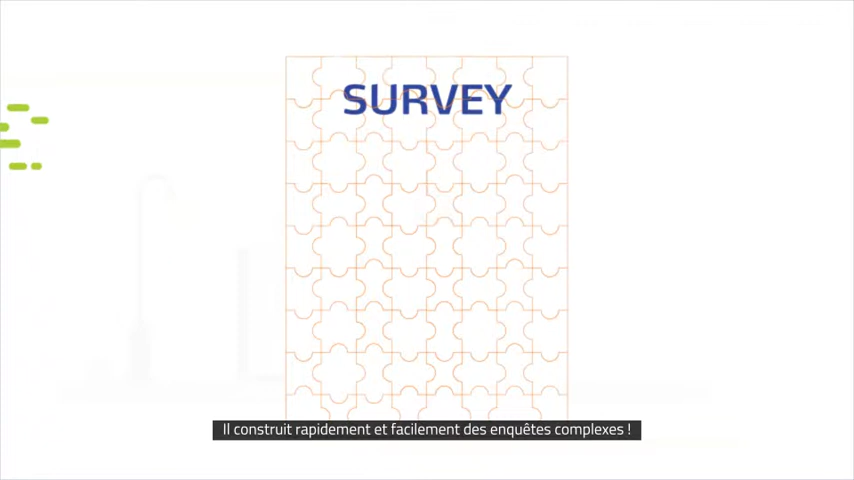 SURVEY
Il construit rapidement et facilement des enquêtes complexes !